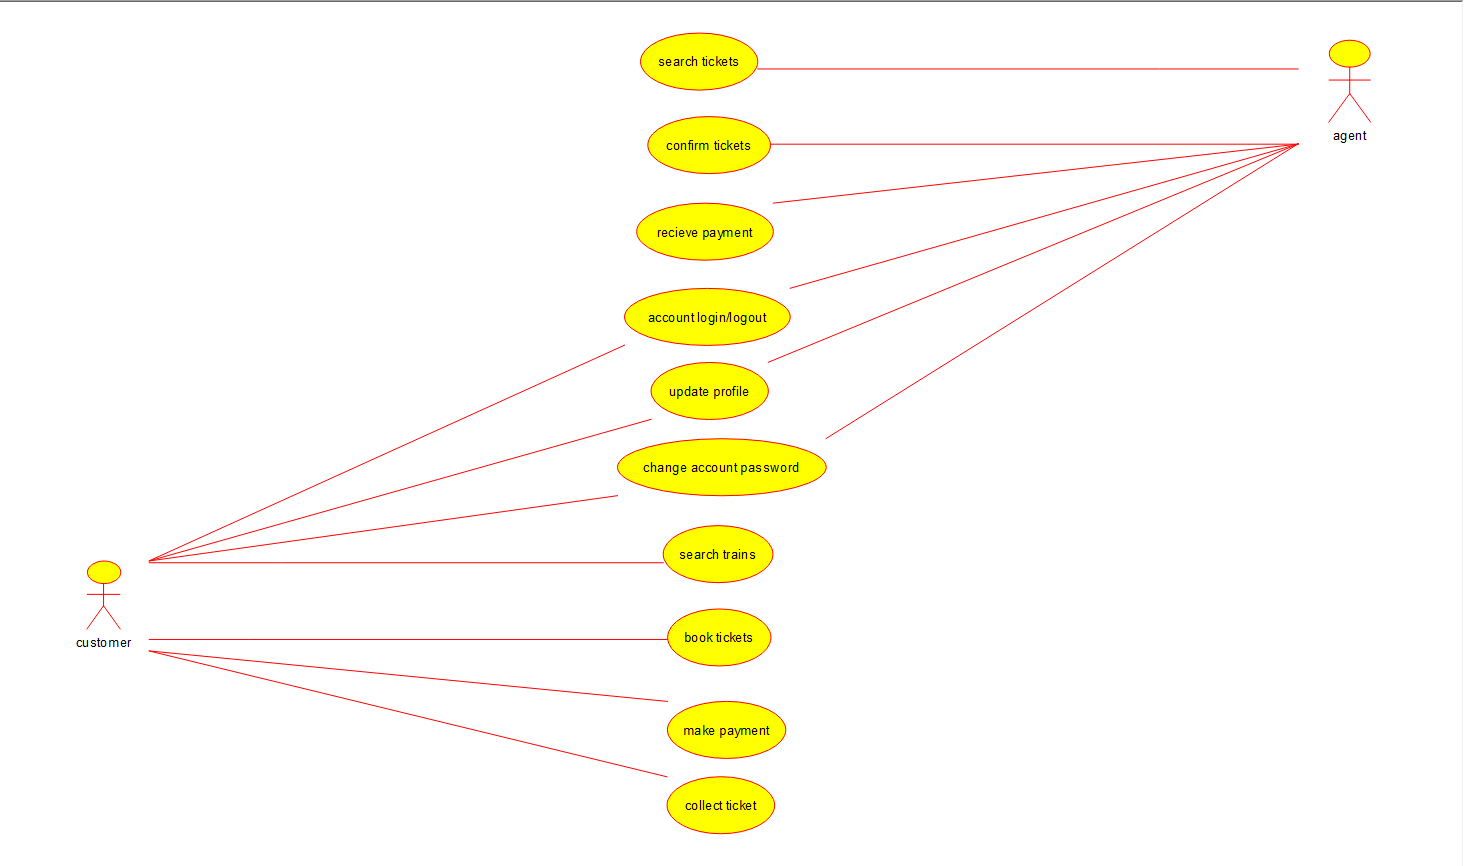 search tickets
agent
confirm tickets
recieve payment
account login/logout
update profile
change account password
search trains
customer
book tickets
make payment
collect ticket